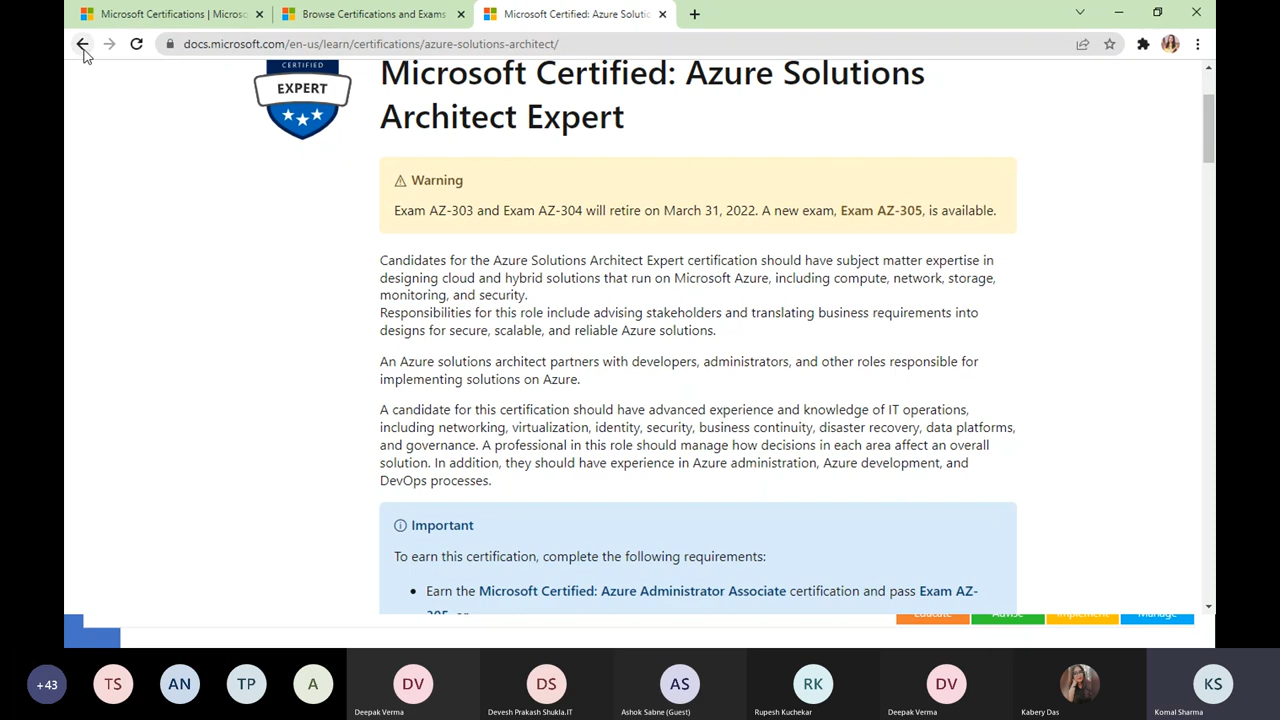 Microsoft Certifications | Microso
Browse Certifications and Exams
Microsoft Certified: Azure Solutio
docs.microsoft.com/en-us/learn/certifications/azure-solutions-architect/
CERTIFIED
EXPERT
Microsoft Certified: Azure Solutions
Architect Expert
Warning
Exam AZ-303 and Exam AZ-304 will retire on March 31, 2022. A new exam, Exam AZ-305, is available.
Candidates for the Azure Solutions Architect Expert certification should have subject matter expertise in
designing cloud and hybrid solutions that run on Microsoft Azure, including compute, network, storage,
monitoring, and security.
Responsibilities for this role include advising stakeholders and translating business requirements into
designs for secure, scalable, and reliable Azure solutions.
An Azure solutions architect partners with developers, administrators, and other roles responsible for
implementing solutions on Azure.
A candidate for this certification should have advanced experience and knowledge of IT operations,
including networking, virtualization, identity, security, business continuity, disaster recovery, data platforms,
and governance. A professional in this role should manage how decisions in each area affect an overall
solution. In addition, they should have experience in Azure administration, Azure development, and
DevOps processes.
Important
To earn this certification, complete the following requirements:
• Earn the Microsoft Certified: Azure Administrator Associate certification and pass Exam AZ-
305, or
Educate Advise Implement Manage
+43 TS AN TP A DV DS AS RK DV KS
Deepak Verma Devesh Prakash Shukla.IT Ashok Sabne (Guest) Rupesh Kuchekar Deepak Verma Kabery Das Komal Sharma